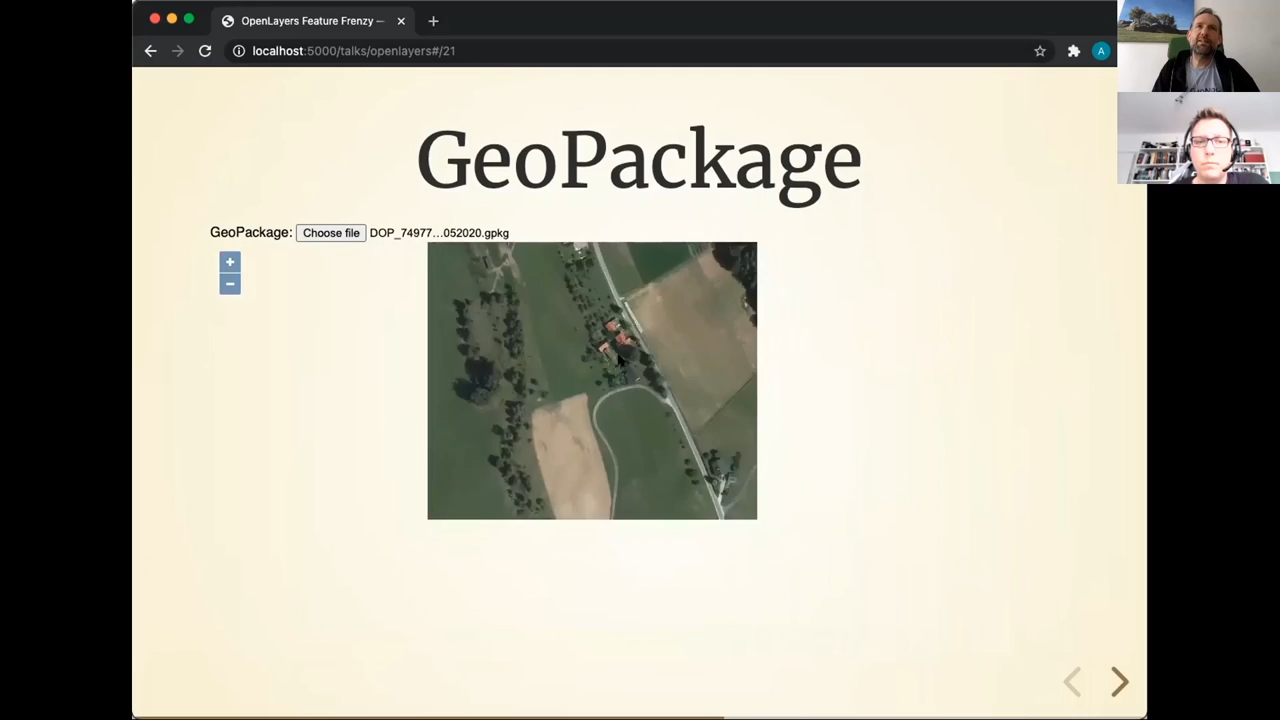 OpenLayers Feature Frenzy —
localhost:5000/talks/openlayers#/21
A
GeoPackage
GeoPackage: Choose file DOP_74977...052020.gpkg
+
−